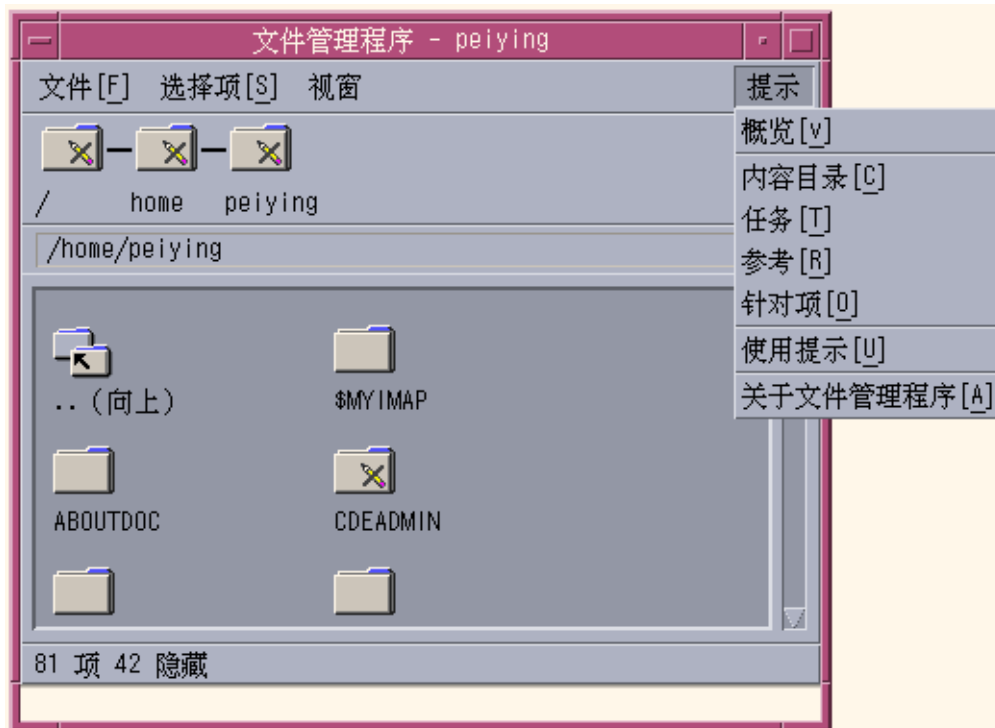 文件管理程序 - peiying
文件[F] 选择项[S] 视窗 提示
概览[v]
内容目录[C]
任务[T]
参考[R]
针对项[O]
使用提示[U]
关于文件管理程序[A]
/ home peiying
/home/peiying
..(向上) $MYIMAP
ABOUTDOC CDEADMIN
81 项 42 隐藏